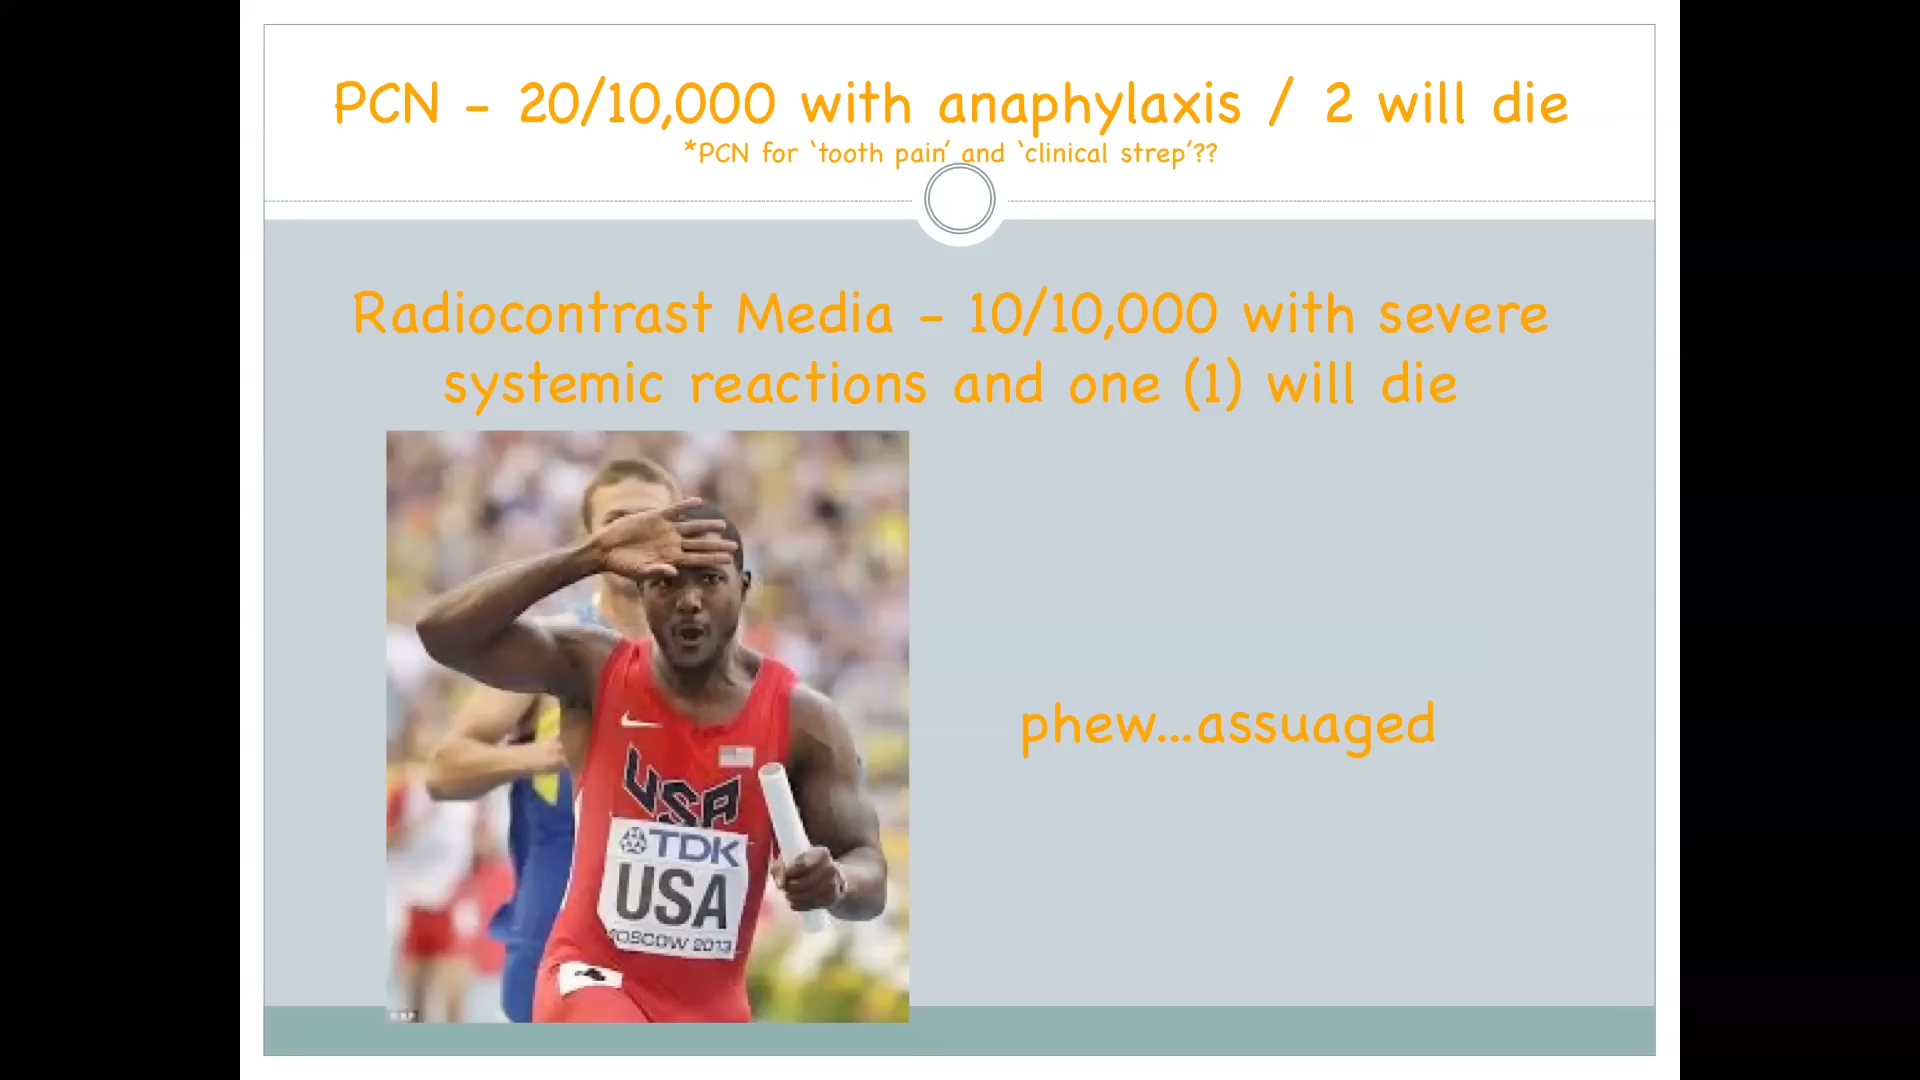 PCN - 20/10,000 with anaphylaxis / 2 will die
*PCN for ‘tooth pain’ and ‘clinical strep’??
Radiocontrast Media - 10/10,000 with severe
systemic reactions and one (1) will die
phew...assuaged
USA
TDK
USA
MOSCOW 2013